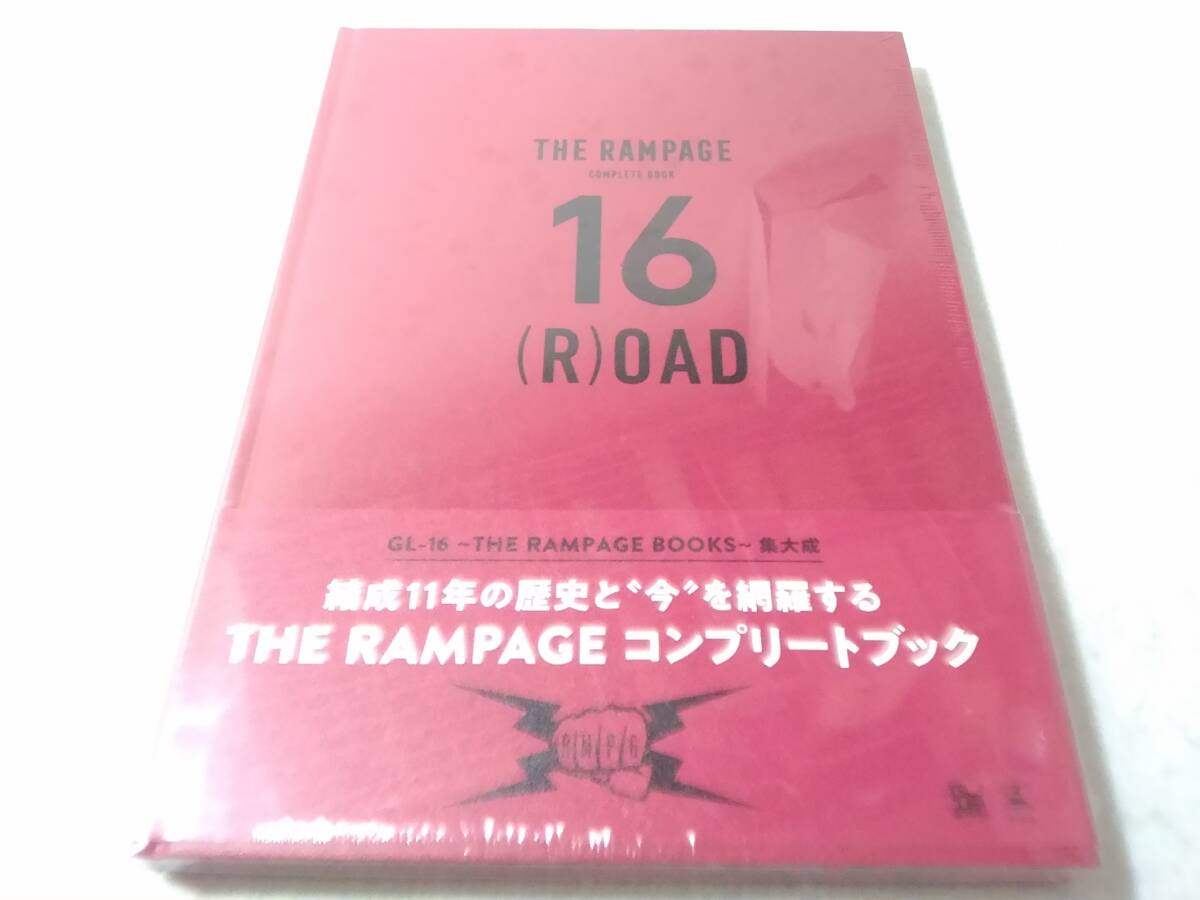 THE RAMPAGE
COMPLETE BOOK
16
(R)OAD
GL-16 ~THE RAMPAGE BOOKS~ 集大成
結成11年の歴史と“今”を網羅する
THE RAMPAGE コンプリートブック
R M P G